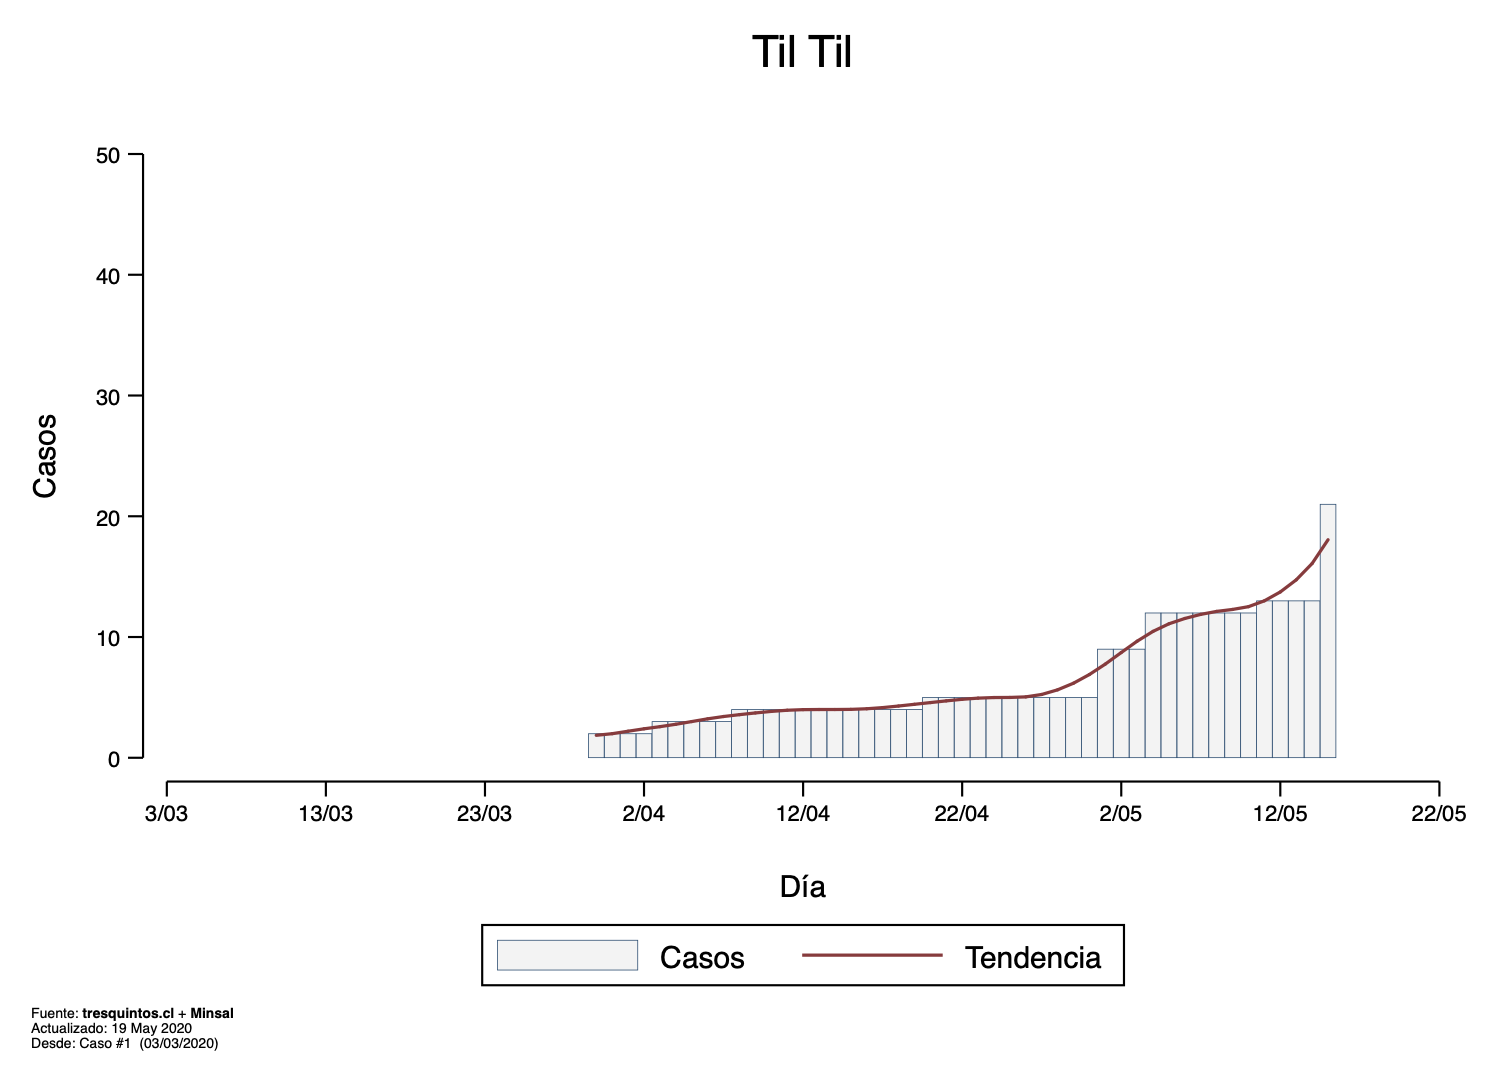 Til Til
50
40
30
20
10
0
Casos
3/03 13/03 23/03 2/04 12/04 22/04 2/05 12/05 22/05
Día
Casos Tendencia
Fuente: tresquintos.cl + Minsal
Actualizado: 19 May 2020
Desde: Caso #1 (03/03/2020)